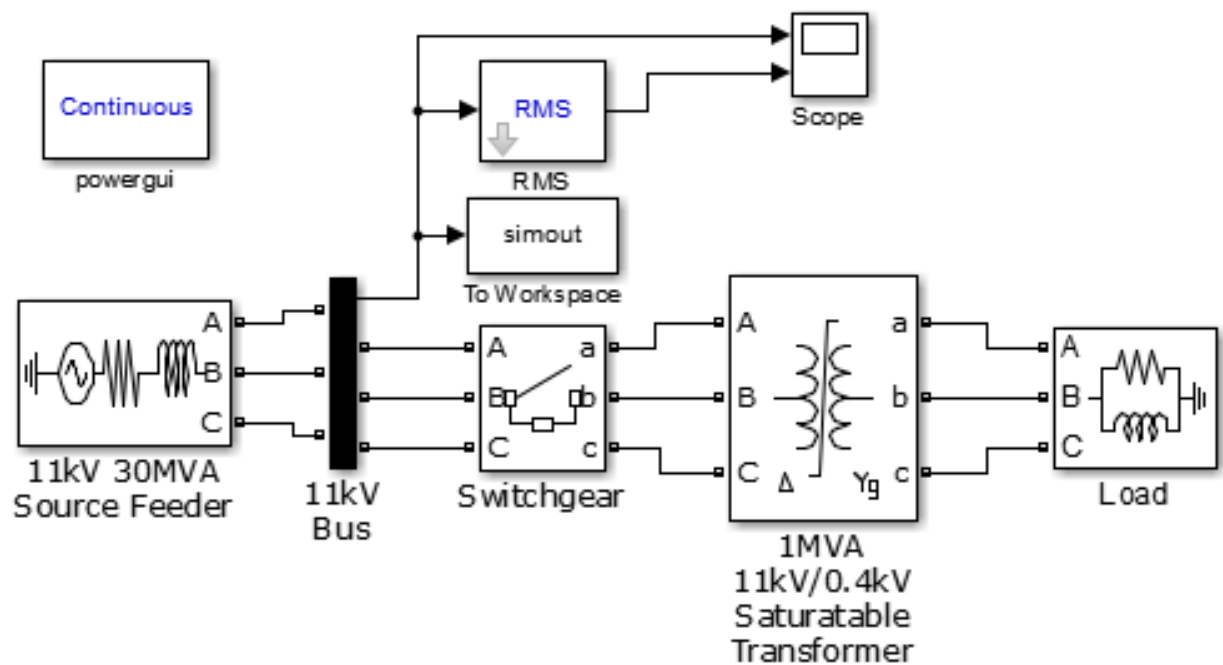 Continuous
powergui
RMS
RMS
Scope
simout
To Workspace
A
B
C
11kV 30MVA
Source Feeder
11kV
Bus
A
B
C
a
b
c
Switchgear
A
B
C
Δ
Yg
a
b
c
1MVA
11kV/0.4kV
Saturatable
Transformer
A
B
C
Load